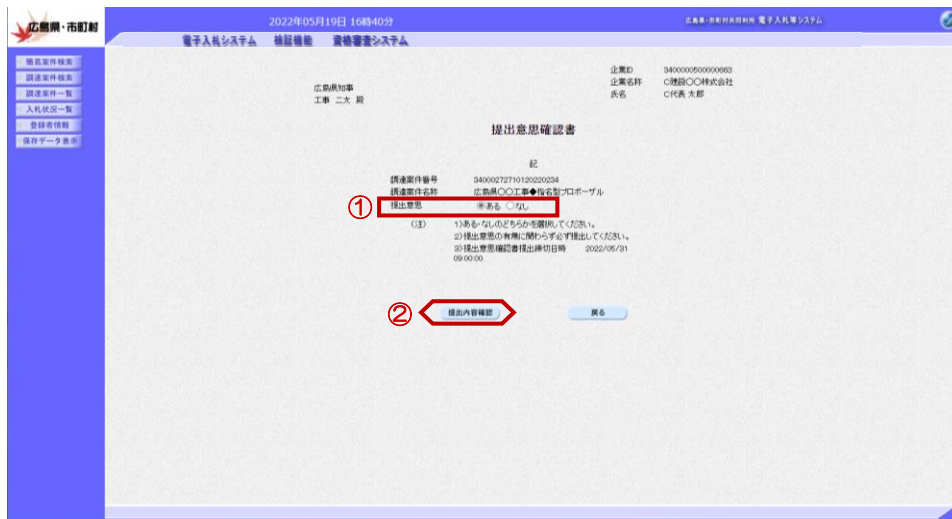 広島県・市町村
2022年05月19日 16時40分
広島県・市町村共同利用 電子入札等システム
電子入札システム 検証機能 資格審査システム
簡易案件検索
調達案件検索
調達案件一覧
入札状況一覧
登録者情報
保存データ表示
企業ID 3400000500000663
企業名称 C建設〇〇株式会社
氏名 C代表 太郎
広島県知事
工事 二大 殿
提出意思確認書
記
調達案件番号 34000272710120220234
調達案件名称 広島県〇〇工事◆指名型プロポーザル
① 提出意思 ある なし
(注) 1)ある・なしのどちらかを選択してください。
2)提出意思の有無に関わらず必ず提出してください。
3)提出意思確認書提出締切日時 2022/05/31
09:00:00
② 提出内容確認 戻る